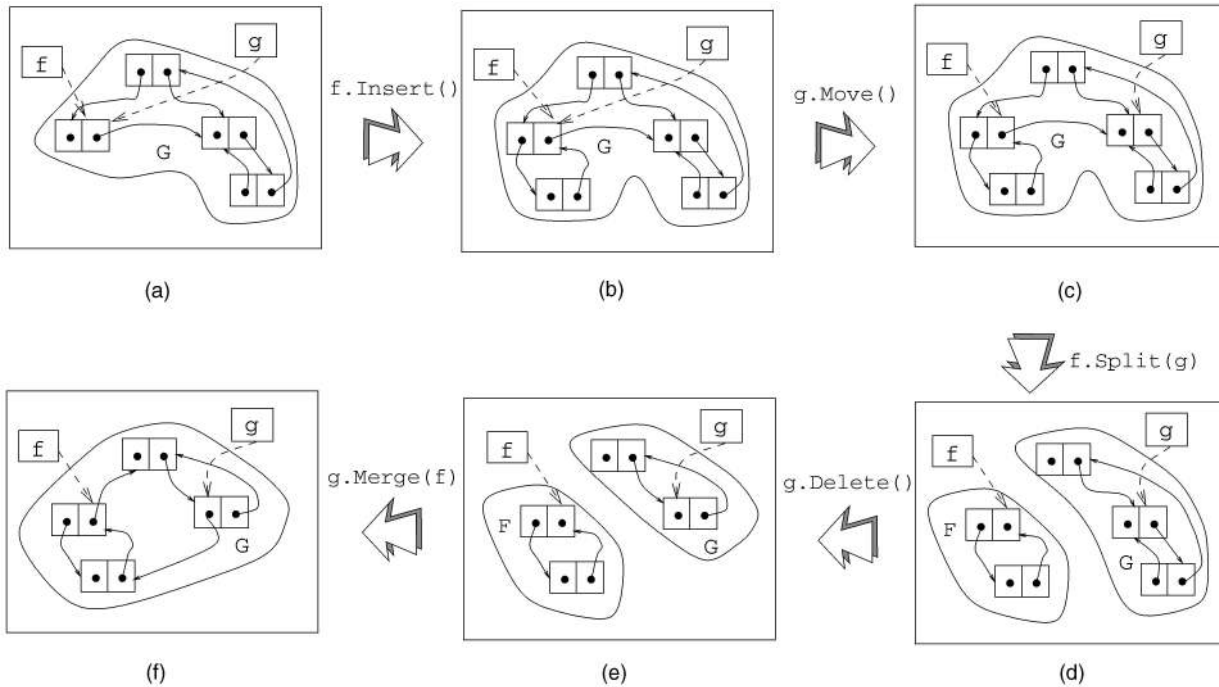 f
g
G
(a)
f.Insert()
f
g
G
(b)
g.Move()
f
g
G
(c)
f.Split(g)
f
g
F
G
(d)
g.Delete()
f
g
F
G
(e)
g.Merge(f)
f
g
G
(f)